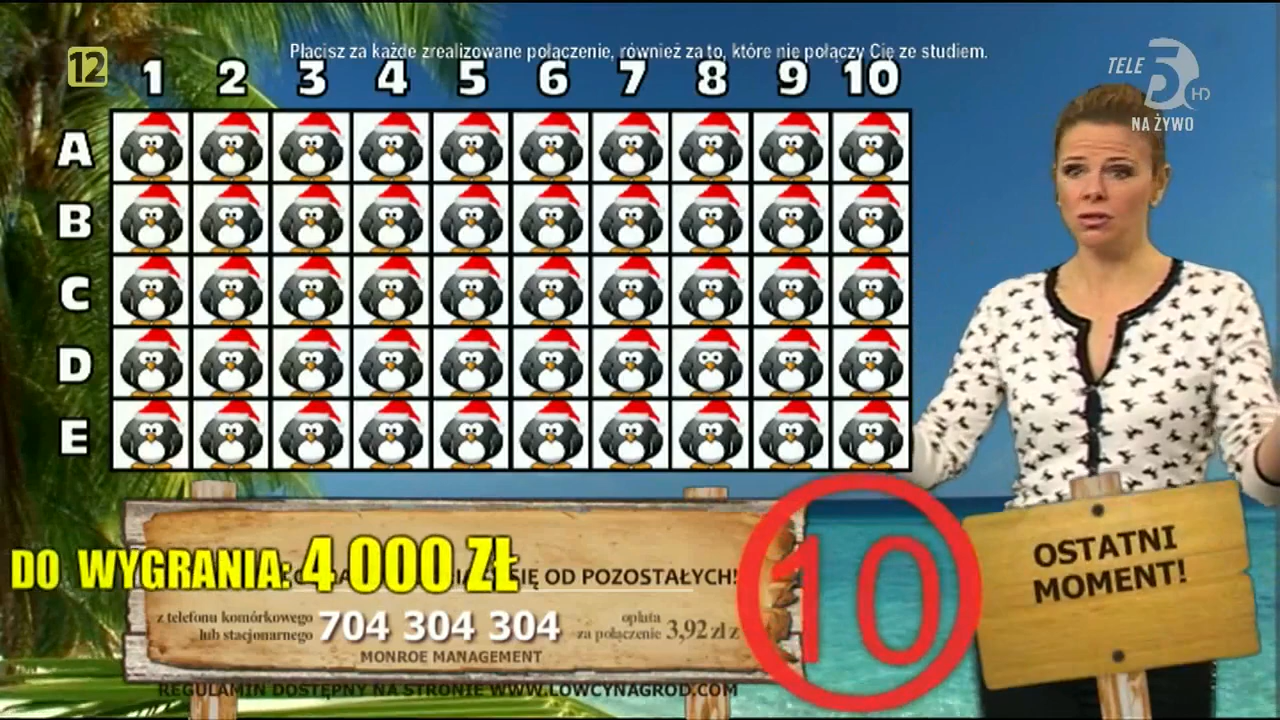 12
Płacisz za każde zrealizowane połączenie, również za to, które nie połączy Cię ze studiem.
TELE 5 HD
NA ŻYWO
1 2 3 4 5 6 7 8 9 10
A
B
C
D
E
DO WYGRANIA: 4 000 ZŁ
IĘ OD POZOSTAŁYCH!
z telefonu komórkowego
lub stacjonarnego
704 304 304
opłata
za połączenie 3,92 zł z
MONROE MANAGEMENT
REGULAMIN DOSTĘPNY NA STRONIE WWW.LOWCYNAGROD.COM
10
OSTATNI
MOMENT!